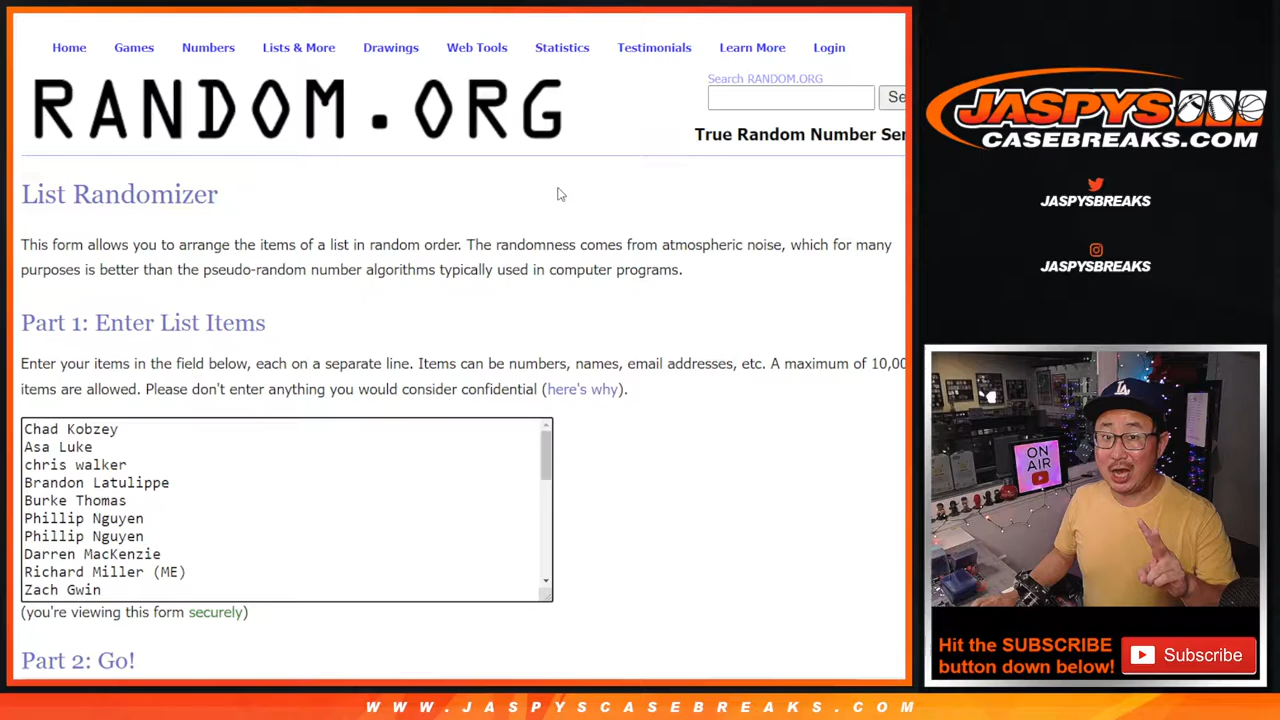 Home Games Numbers Lists & More Drawings Web Tools Statistics Testimonials Learn More Login
RANDOM.ORG
Search RANDOM.ORG
Se
True Random Number Ser
List Randomizer
This form allows you to arrange the items of a list in random order. The randomness comes from atmospheric noise, which for many
purposes is better than the pseudo-random number algorithms typically used in computer programs.
Part 1: Enter List Items
Enter your items in the field below, each on a separate line. Items can be numbers, names, email addresses, etc. A maximum of 10,00
items are allowed. Please don't enter anything you would consider confidential (here's why).
Chad Kobzey
Asa Luke
chris walker
Brandon Latulippe
Burke Thomas
Phillip Nguyen
Phillip Nguyen
Darren MacKenzie
Richard Miller (ME)
Zach Gwin
(you're viewing this form securely)
Part 2: Go!
JASPYS
CASEBREAKS.COM
JASPYSBREAKS
JASPYSBREAKS
ON
AIR
LA
Hit the SUBSCRIBE
button down below!
Subscribe
WWW.JASPYSCASEBREAKS.COM